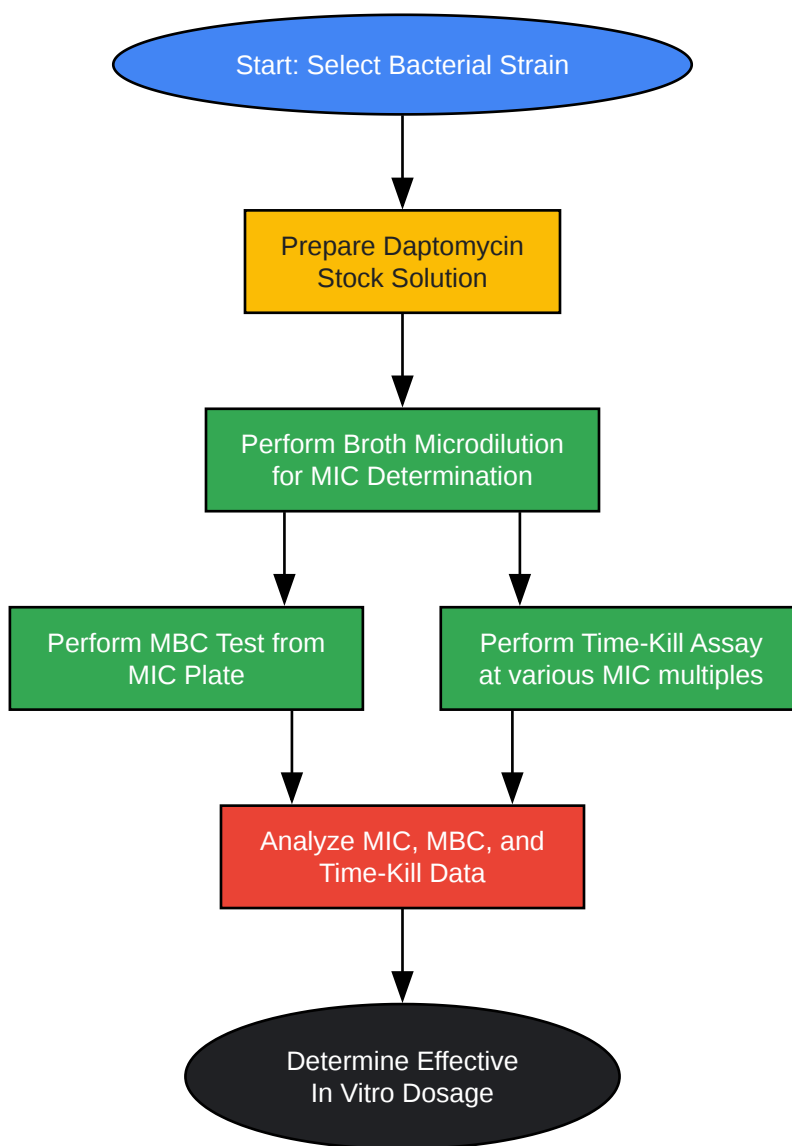 Start: Select Bacterial Strain
Prepare Daptomycin
Stock Solution
Perform Broth Microdilution
for MIC Determination
Perform MBC Test from
MIC Plate
Perform Time-Kill Assay
at various MIC multiples
Analyze MIC, MBC, and
Time-Kill Data
Determine Effective
In Vitro Dosage